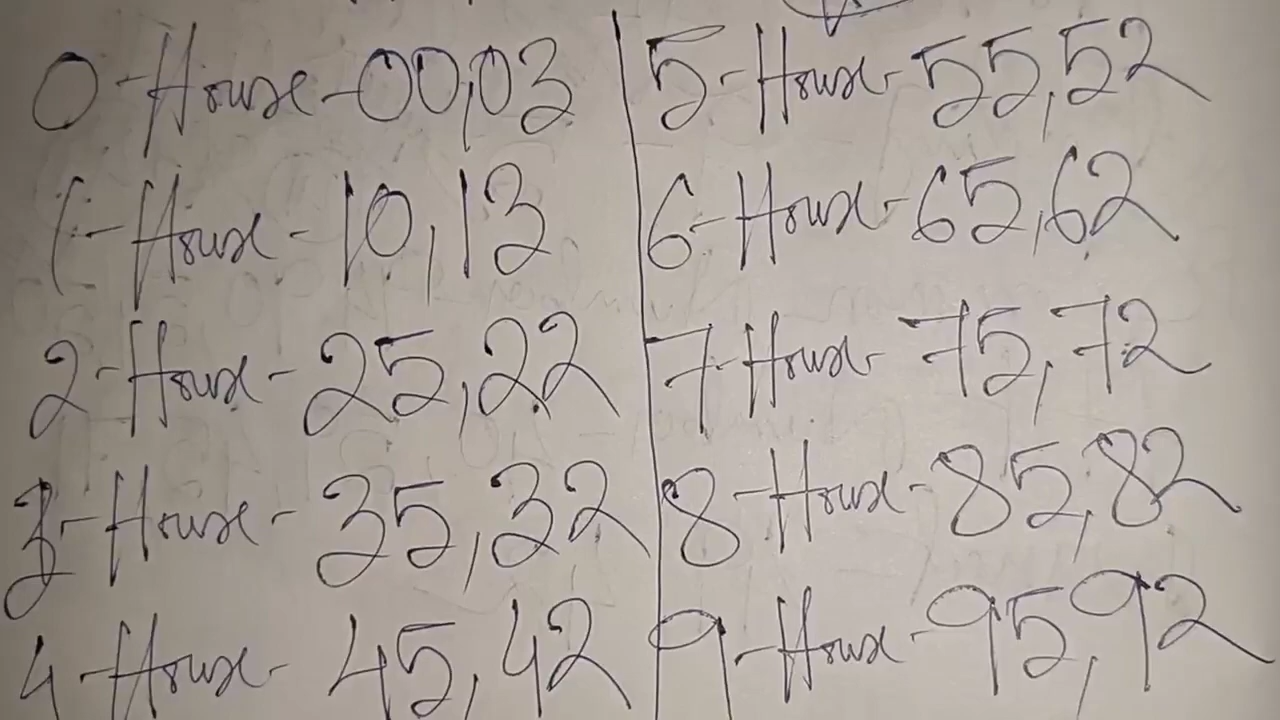 0-House-00,03
1-House-10,13
2-House-25,22
3-House-35,32
4-House-45,42
5-House-55,52
6-House-65,62
7-House-75,72
8-House-85,82
9-House-95,92